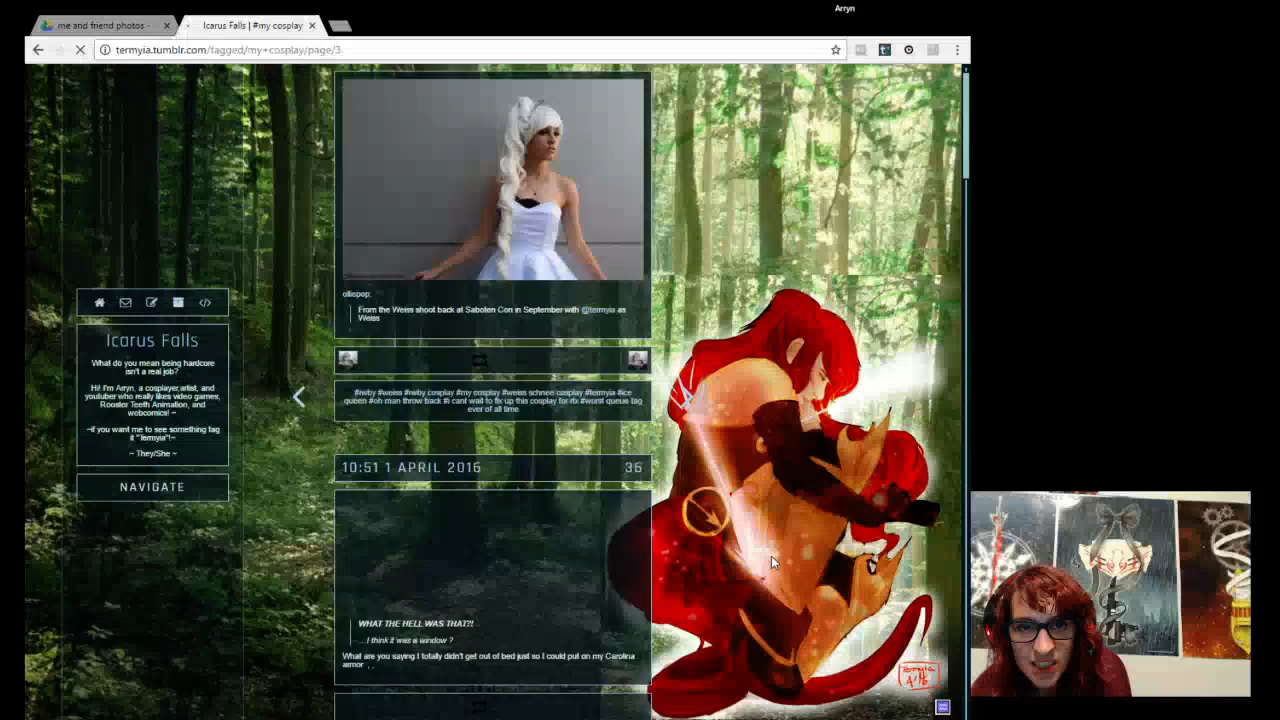 Arryn
me and friend photos -
Icarus Falls | #my cosplay
termyia.tumblr.com/tagged/my+cosplay/page/3
olliepop:
From the Weiss shoot back at Saboten Con in September with @termyia as
Weiss
Icarus Falls
What do you mean being hardcore
isn't a real job?
Hi! I'm Arryn, a cosplayer,artist, and
youtuber who really likes video games,
Rooster Teeth Animation, and
webcomics! ~
~if you want me to see something tag
it "Termyia"!~
~ They/She ~
NAVIGATE
#rwby #weiss #rwby cosplay #my cosplay #weiss schnee cosplay #termyia #ice
queen #oh man throw back #i cant wait to fix up this cosplay for rtx #worst queue tag
ever of all time
10:51 1 APRIL 2016
36
WHAT THE HELL WAS THAT?!
...I think it was a window ?
What are you saying I totally didn't get out of bed just so I could put on my Carolina
armor
Termyia